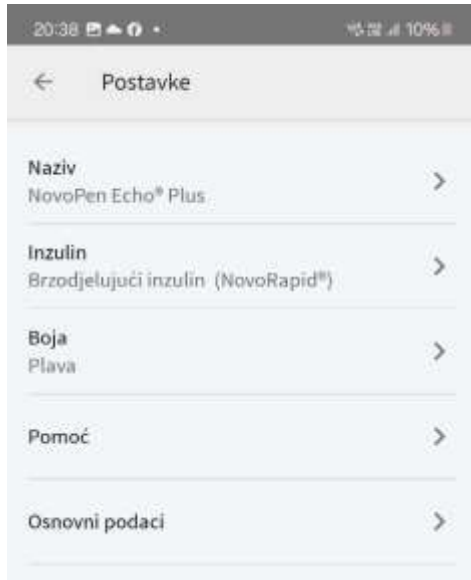 20:38
10%
Postavke
Naziv
NovoPen Echo® Plus
Inzulin
Brzodjelujući inzulin (NovoRapid®)
Boja
Plava
Pomoć
Osnovni podaci